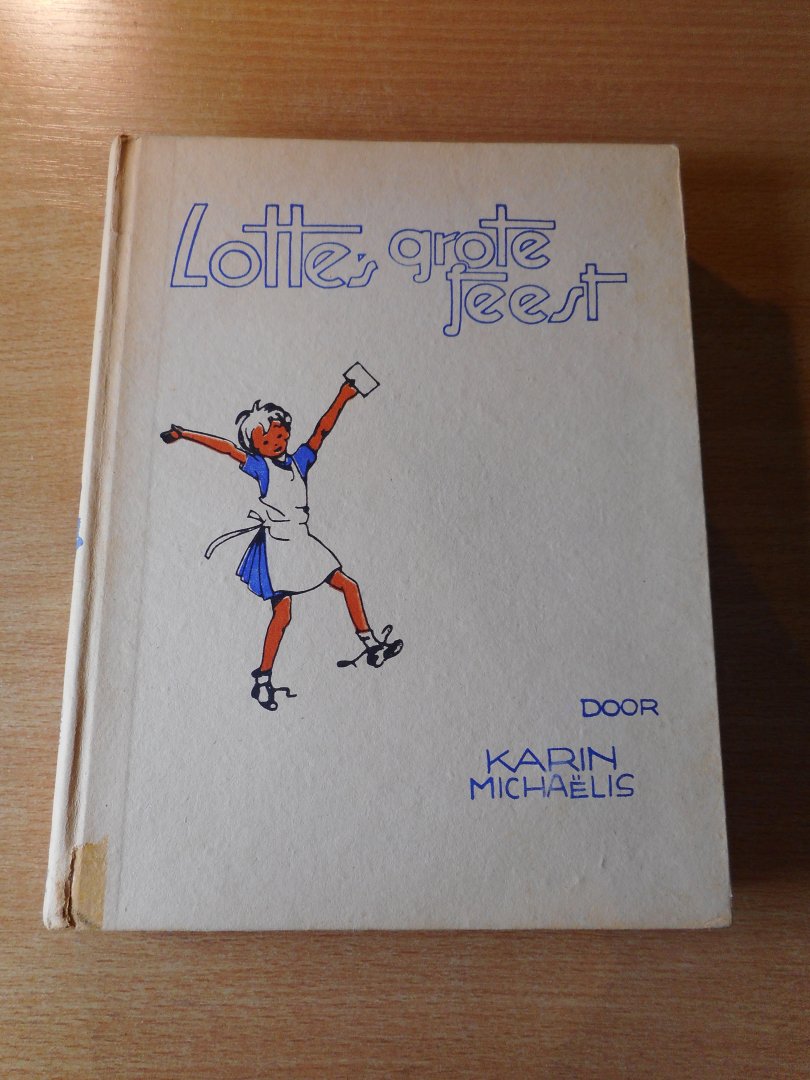 Lotte's grote
feest
DOOR
KARIN
MICHAËLIS